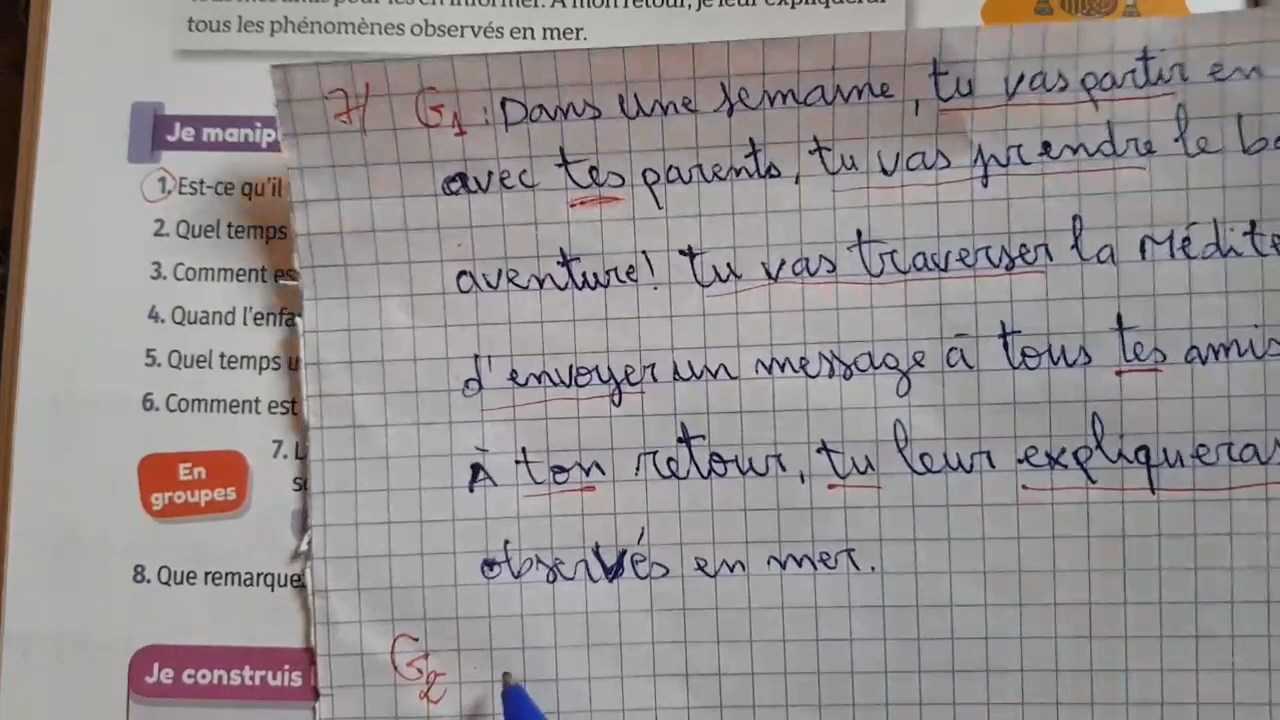 tous les phénomènes observés en mer.
Je manip
1. Est-ce qu'il
2. Quel temps
3. Comment es
4. Quand l'enfa
5. Quel temps u
6. Comment est
En
groupes
7. L
s
8. Que remarque
Je construis
7/ G1 : Dans une semaine, tu vas partir en
avec tes parents, tu vas prendre le ba
aventure! tu vas traverser la Médite
d'envoyer un message à tous tes amis
À ton retour, tu leur expliqueras
observés en mer.
G2